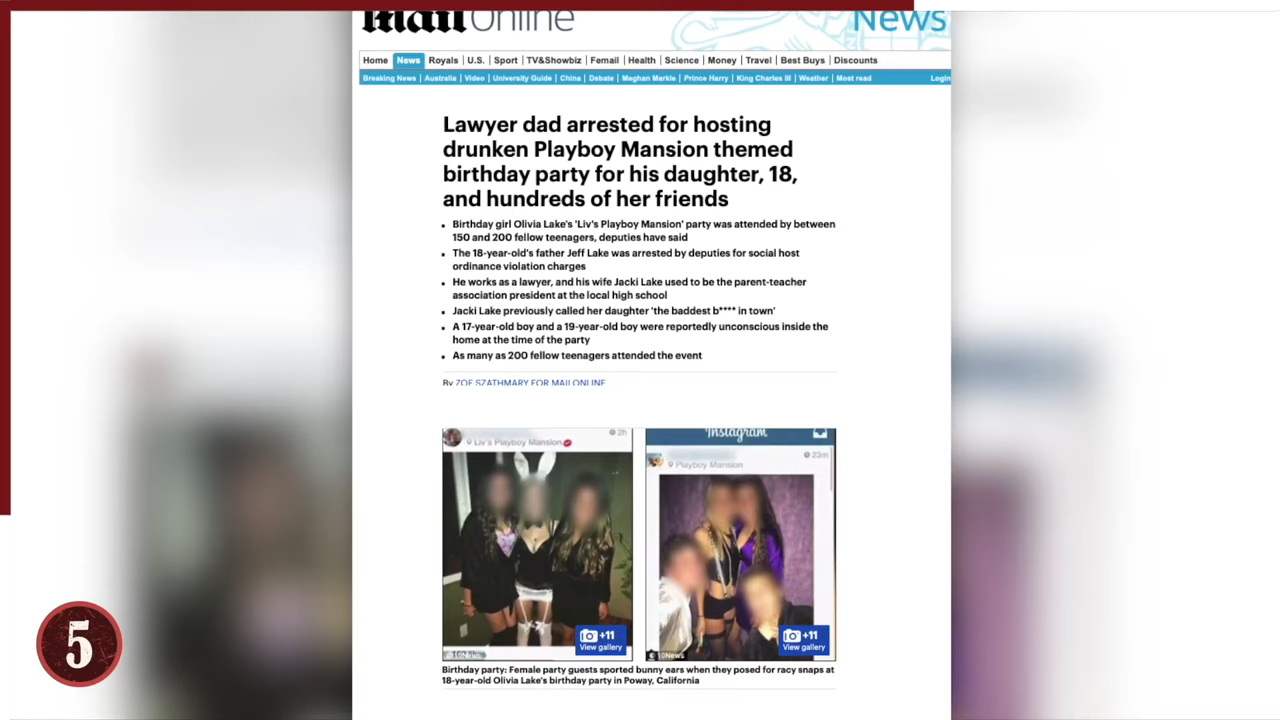 Mail Online
News
Home News Royals U.S. Sport TV&Showbiz Femail Health Science Money Travel Best Buys Discounts
Breaking News Australia Video University Guide China Debate Meghan Markle Prince Harry King Charles III Weather Most read Login
Lawyer dad arrested for hosting
drunken Playboy Mansion themed
birthday party for his daughter, 18,
and hundreds of her friends
• Birthday girl Olivia Lake's 'Liv's Playboy Mansion' party was attended by between
150 and 200 fellow teenagers, deputies have said
• The 18-year-old's father Jeff Lake was arrested by deputies for social host
ordinance violation charges
• He works as a lawyer, and his wife Jacki Lake used to be the parent-teacher
association president at the local high school
• Jacki Lake previously called her daughter 'the baddest b**** in town'
• A 17-year-old boy and a 19-year-old boy were reportedly unconscious inside the
home at the time of the party
• As many as 200 fellow teenagers attended the event
By ZOE SZATHMARY FOR MAILONLINE
2h
Liv's Playboy Mansion
Instagram
23m
Playboy Mansion
+11
View gallery
+11
View gallery
10News
Birthday party: Female party guests sported bunny ears when they posed for racy snaps at
18-year-old Olivia Lake's birthday party in Poway, California
5